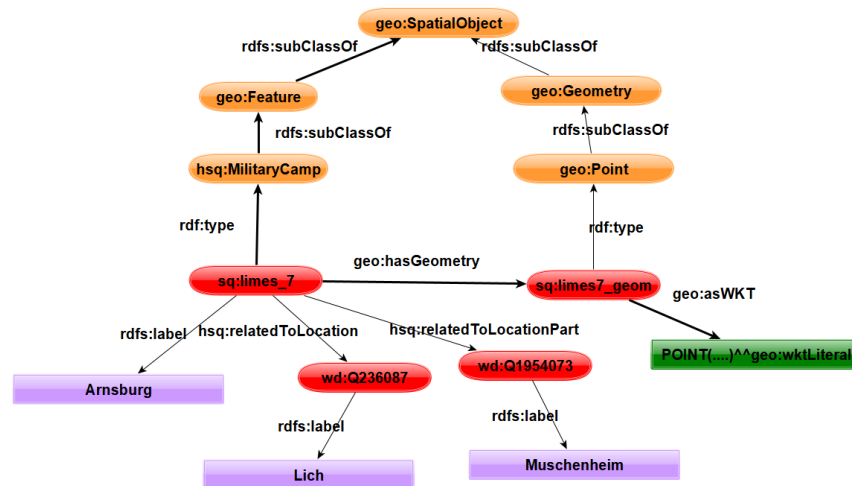 geo:SpatialObject
rdfs:subClassOf
rdfs:subClassOf
geo:Feature
geo:Geometry
rdfs:subClassOf
rdfs:subClassOf
hsq:MilitaryCamp
geo:Point
rdf:type
rdf:type
geo:hasGeometry
sq:limes_7
sq:limes7_geom
geo:asWKT
rdfs:label
hsq:relatedToLocation
hsq:relatedToLocationPart
POINT(....)^^geo:wktLiteral
wd:Q236087
wd:Q1954073
Arnsburg
rdfs:label
rdfs:label
Lich
Muschenheim